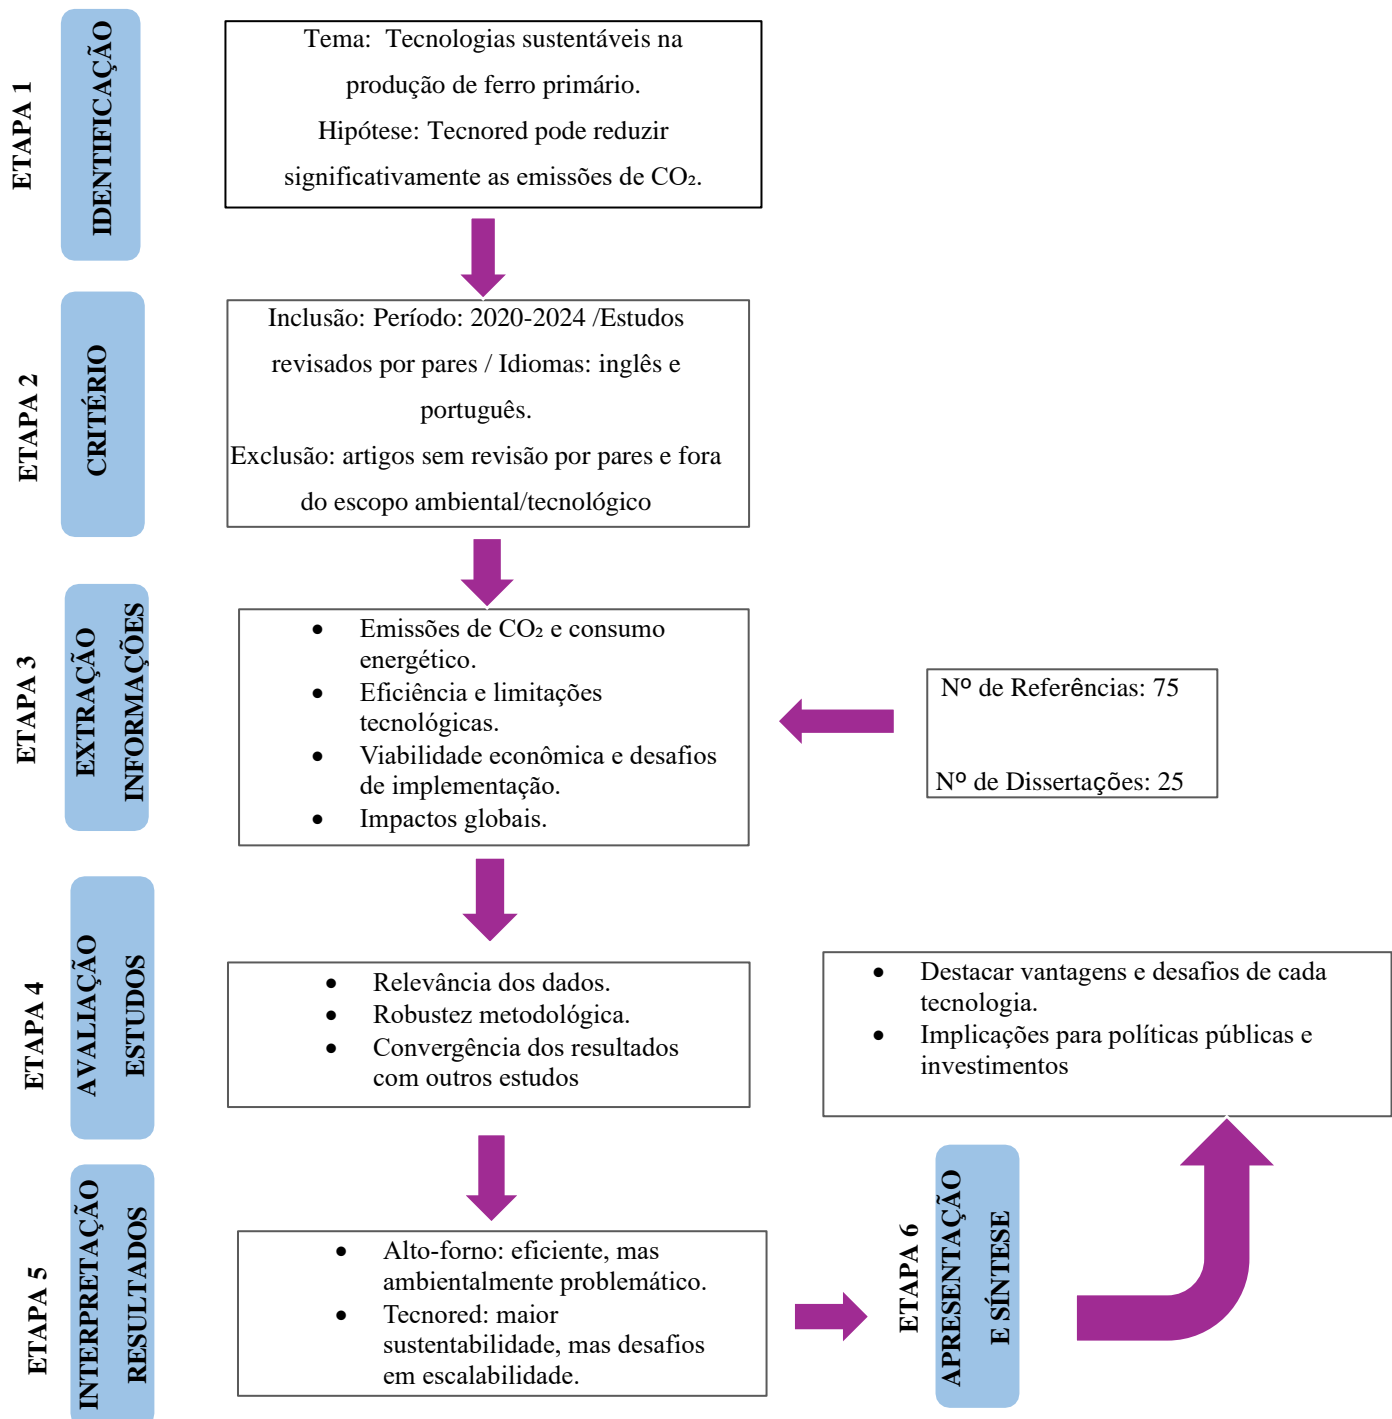 ETAPA 1
IDENTIFICAÇÃO
Tema: Tecnologias sustentáveis na
produção de ferro primário.
Hipótese: Tecnored pode reduzir
significativamente as emissões de CO₂.
ETAPA 2
CRITÉRIO
Inclusão: Período: 2020-2024 /Estudos
revisados por pares / Idiomas: inglês e
português.
Exclusão: artigos sem revisão por pares e fora
do escopo ambiental/tecnológico
ETAPA 3
EXTRAÇÃO
INFORMAÇÕES
• Emissões de CO₂ e consumo
energético.
• Eficiência e limitações
tecnológicas.
• Viabilidade econômica e desafios
de implementação.
• Impactos globais.
Nº de Referências: 75
Nº de Dissertações: 25
ETAPA 4
AVALIAÇÃO
ESTUDOS
• Relevância dos dados.
• Robustez metodológica.
• Convergência dos resultados
com outros estudos
ETAPA 5
INTERPRETAÇÃO
RESULTADOS
• Alto-forno: eficiente, mas
ambientalmente problemático.
• Tecnored: maior
sustentabilidade, mas desafios
em escalabilidade.
ETAPA 6
APRESENTAÇÃO
E SÍNTESE
• Destacar vantagens e desafios de cada
tecnologia.
• Implicações para políticas públicas e
investimentos